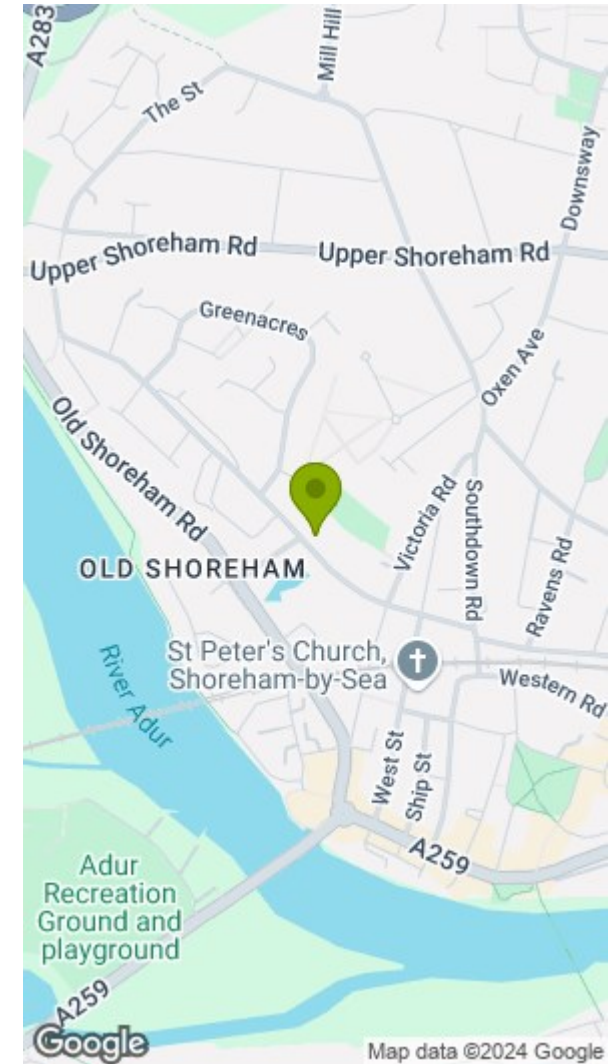 A283
Mill Hill
The St
Downsway
Upper Shoreham Rd
Upper Shoreham Rd
Greenacres
Oxen Ave
Old Shoreham Rd
Victoria Rd
Southdown Rd
Ravens Rd
OLD SHOREHAM
St Peter's Church,
Shoreham-by-Sea
River Adur
Western Rd
West St
Ship St
A259
Adur
Recreation
Ground and
playground
A259
Google
Map data ©2024 Google